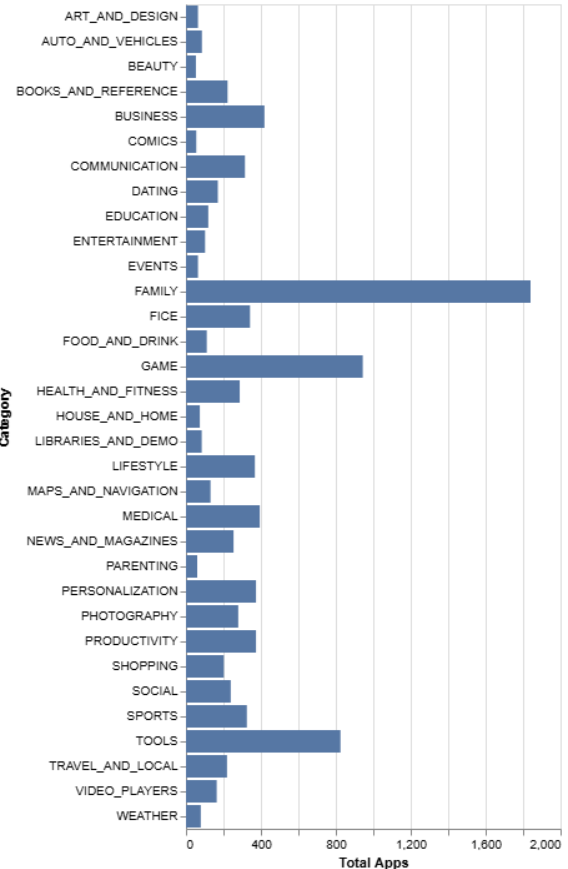 ART_AND_DESIGN
AUTO_AND_VEHICLES
BEAUTY
BOOKS_AND_REFERENCE
BUSINESS
COMICS
COMMUNICATION
DATING
EDUCATION
ENTERTAINMENT
EVENTS
FAMILY
FICE
FOOD_AND_DRINK
GAME
HEALTH_AND_FITNESS
HOUSE_AND_HOME
LIBRARIES_AND_DEMO
LIFESTYLE
MAPS_AND_NAVIGATION
MEDICAL
NEWS_AND_MAGAZINES
PARENTING
PERSONALIZATION
PHOTOGRAPHY
PRODUCTIVITY
SHOPPING
SOCIAL
SPORTS
TOOLS
TRAVEL_AND_LOCAL
VIDEO_PLAYERS
WEATHER
Category
0 400 800 1,200 1,600 2,000
Total Apps